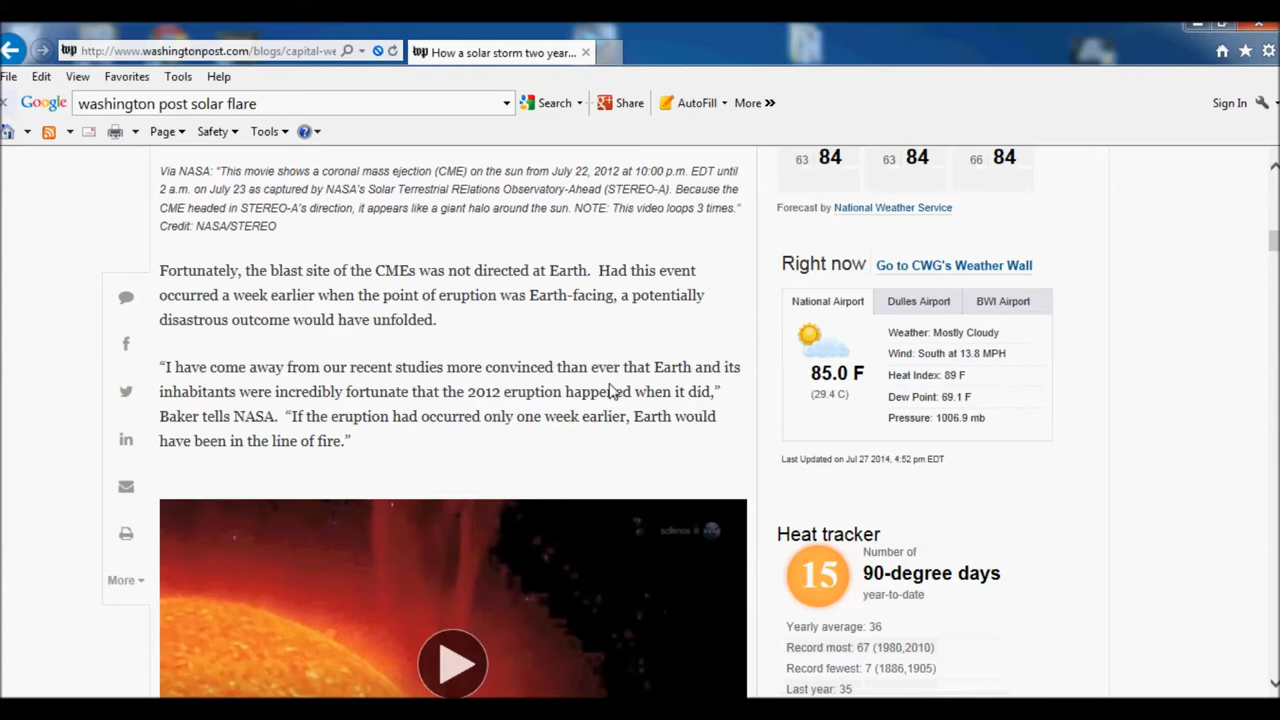 http://www.washingtonpost.com/blogs/capital-we
How a solar storm two year...
File Edit View Favorites Tools Help
Google washington post solar flare Search Share AutoFill More »
Sign In
Page Safety Tools
63 84
63 84
66 84
Forecast by National Weather Service
Via NASA: "This movie shows a coronal mass ejection (CME) on the sun from July 22, 2012 at 10:00 p.m. EDT until
2 a.m. on July 23 as captured by NASA's Solar TErrestrial RElations Observatory-Ahead (STEREO-A). Because the
CME headed in STEREO-A's direction, it appears like a giant halo around the sun. NOTE: This video loops 3 times."
Credit: NASA/STEREO
Fortunately, the blast site of the CMEs was not directed at Earth. Had this event
occurred a week earlier when the point of eruption was Earth-facing, a potentially
disastrous outcome would have unfolded.
"I have come away from our recent studies more convinced than ever that Earth and its
inhabitants were incredibly fortunate that the 2012 eruption happened when it did,"
Baker tells NASA. "If the eruption had occurred only one week earlier, Earth would
have been in the line of fire."
More
Right now Go to CWG's Weather Wall
National Airport Dulles Airport BWI Airport
85.0 F
(29.4 C)
Weather: Mostly Cloudy
Wind: South at 13.8 MPH
Heat Index: 89 F
Dew Point: 69.1 F
Pressure: 1006.9 mb
Last Updated on Jul 27 2014, 4:52 pm EDT
Heat tracker
15
Number of
90-degree days
year-to-date
Yearly average: 36
Record most: 67 (1980,2010)
Record fewest: 7 (1886,1905)
Last year: 35